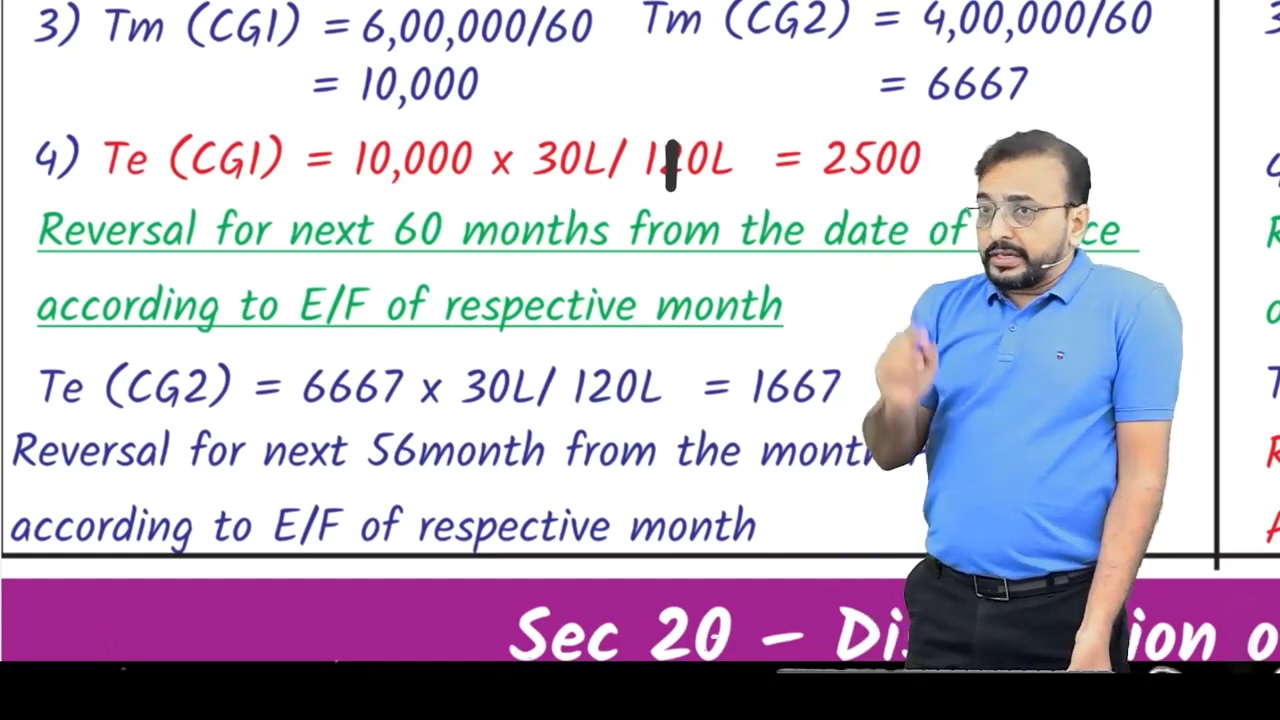 3) Tm (CG1) = 6,00,000/60 Tm (CG2) = 4,00,000/60
= 10,000 = 6667
4) Te (CG1) = 10,000 x 30L/ 120L = 2500
Reversal for next 60 months from the date of
according to E/F of respective month
Te (CG2) = 6667 x 30L/ 120L = 1667
Reversal for next 56month from the month
according to E/F of respective month
Sec 20 –